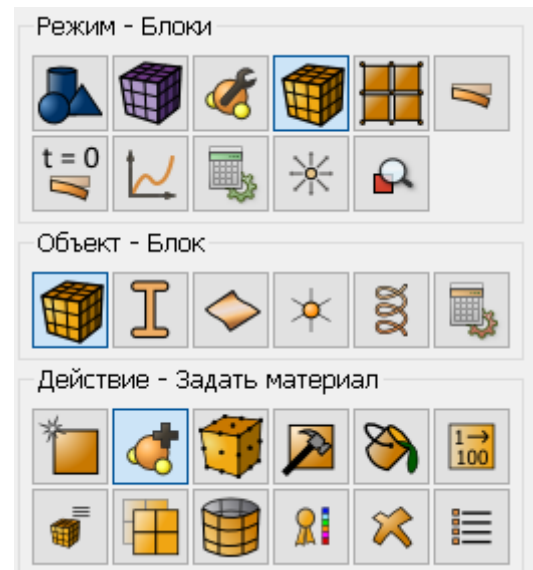 Режим - Блоки
t = 0
Объект - Блок
Действие - Задать материал
1→
100